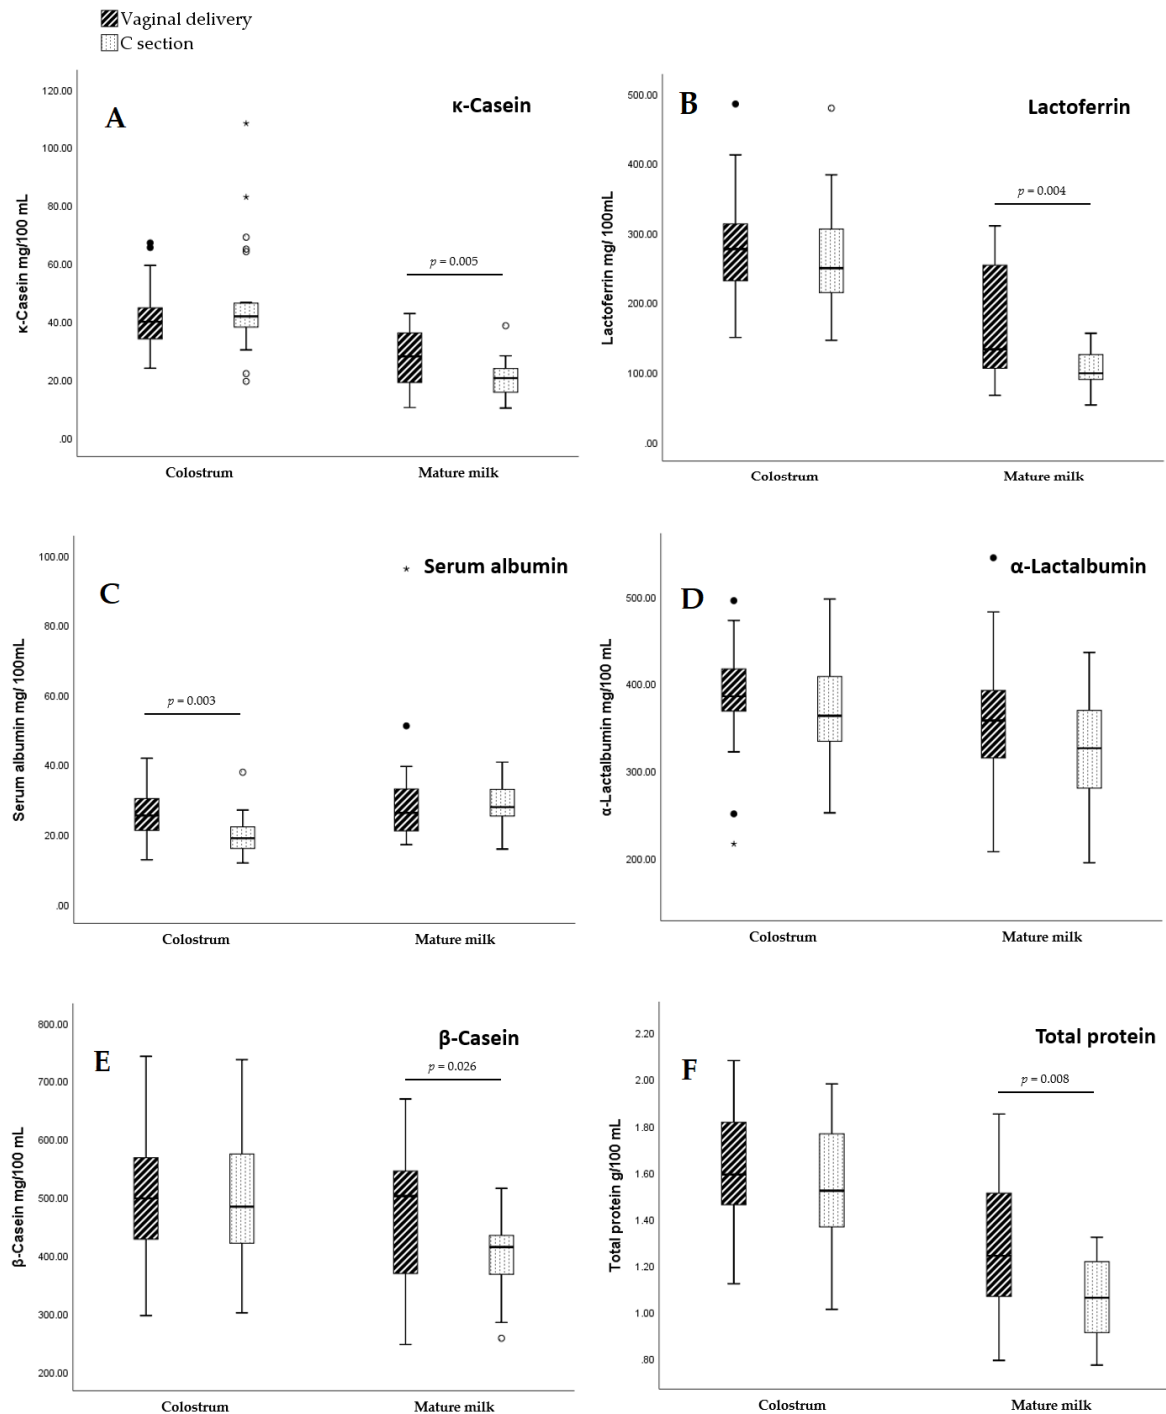 Vaginal delivery
C section
A
κ-Casein
κ-Casein mg/100 mL
120.00
100.00
80.00
60.00
40.00
20.00
.00
p = 0.005
Colostrum
Mature milk
B
Lactoferrin
Lactoferrin mg/ 100mL
500.00
400.00
300.00
200.00
100.00
.00
p = 0.004
Colostrum
Mature milk
C
Serum albumin
Serum albumin mg/ 100mL
100.00
80.00
60.00
40.00
20.00
.00
p = 0.003
Colostrum
Mature milk
D
α-Lactalbumin
α-Lactalbumin mg/100 mL
500.00
400.00
300.00
200.00
Colostrum
Mature milk
E
β-Casein
β-Casein mg/100 mL
800.00
700.00
600.00
500.00
400.00
300.00
200.00
p = 0.026
Colostrum
Mature milk
F
Total protein
Total protein g/100 mL
2.20
2.00
1.80
1.60
1.40
1.20
1.00
.80
p = 0.008
Colostrum
Mature milk